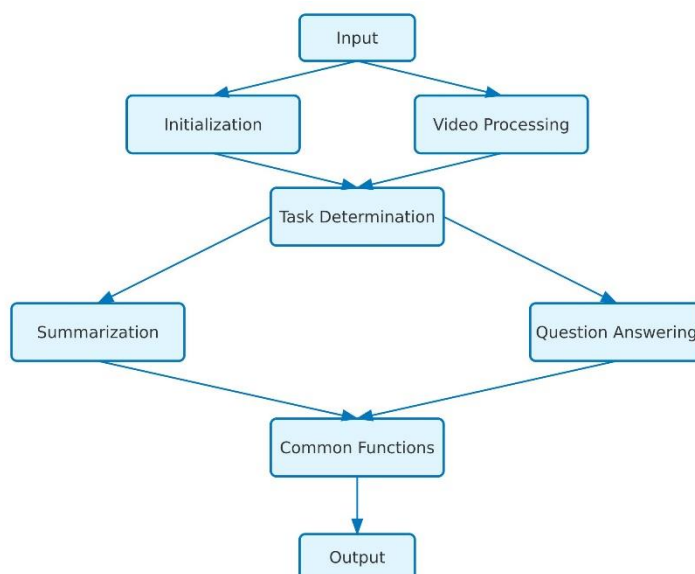 Input
Initialization
Video Processing
Task Determination
Summarization
Question Answering
Common Functions
Output